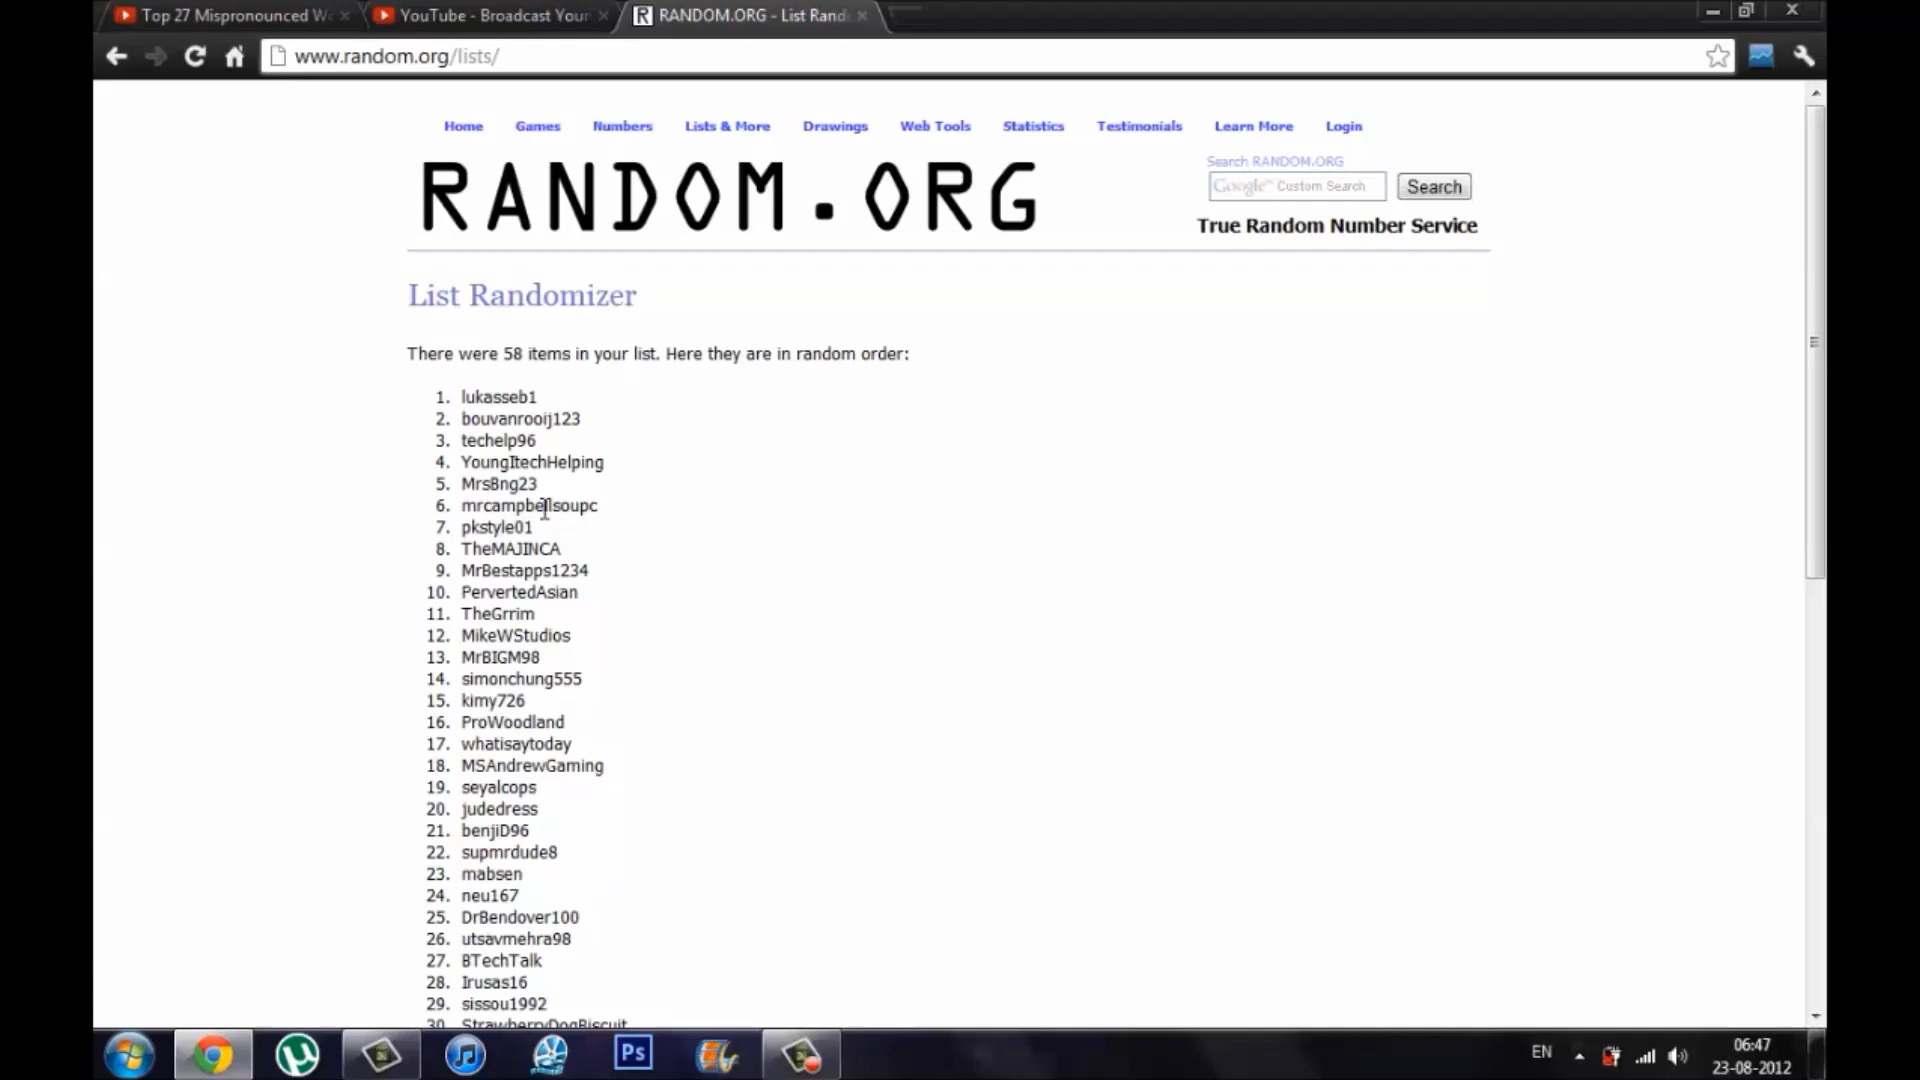 Top 27 Mispronounced W
YouTube - Broadcast Your
R RANDOM.ORG - List Rand
www.random.org/lists/
Home Games Numbers Lists & More Drawings Web Tools Statistics Testimonials Learn More Login
RANDOM.ORG
Search RANDOM.ORG
Google™ Custom Search
Search
True Random Number Service
List Randomizer
There were 58 items in your list. Here they are in random order:
1. lukasseb1
2. bouvanrooij123
3. techelp96
4. YoungItechHelping
5. MrsBng23
6. mrcampbellsoupc
7. pkstyle01
8. TheMAJINCA
9. MrBestapps1234
10. PervertedAsian
11. TheGrrim
12. MikeWStudios
13. MrBIGM98
14. simonchung555
15. kimy726
16. ProWoodland
17. whatisaytoday
18. MSAndrewGaming
19. seyalcops
20. judedress
21. benjiD96
22. supmrdude8
23. mabsen
24. neu167
25. DrBendover100
26. utsavmehra98
27. BTechTalk
28. Irusas16
29. sissou1992
30. StrawberryDogBiscuit
Ps
EN
06:47
23-08-2012